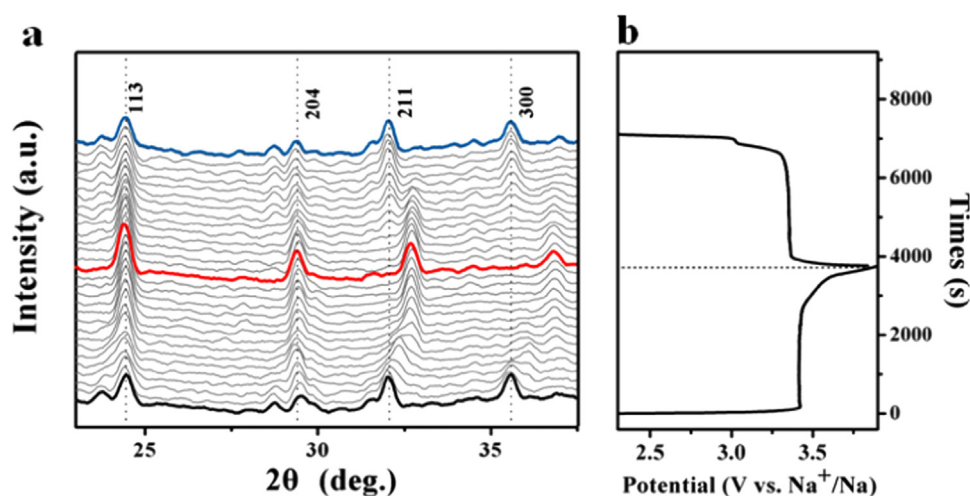 a
b
113
204
211
300
Intensity (a.u.)
25
30
35
2θ (deg.)
8000
6000
4000
2000
0
Times (s)
2.5
3.0
3.5
Potential (V vs. Na⁺/Na)